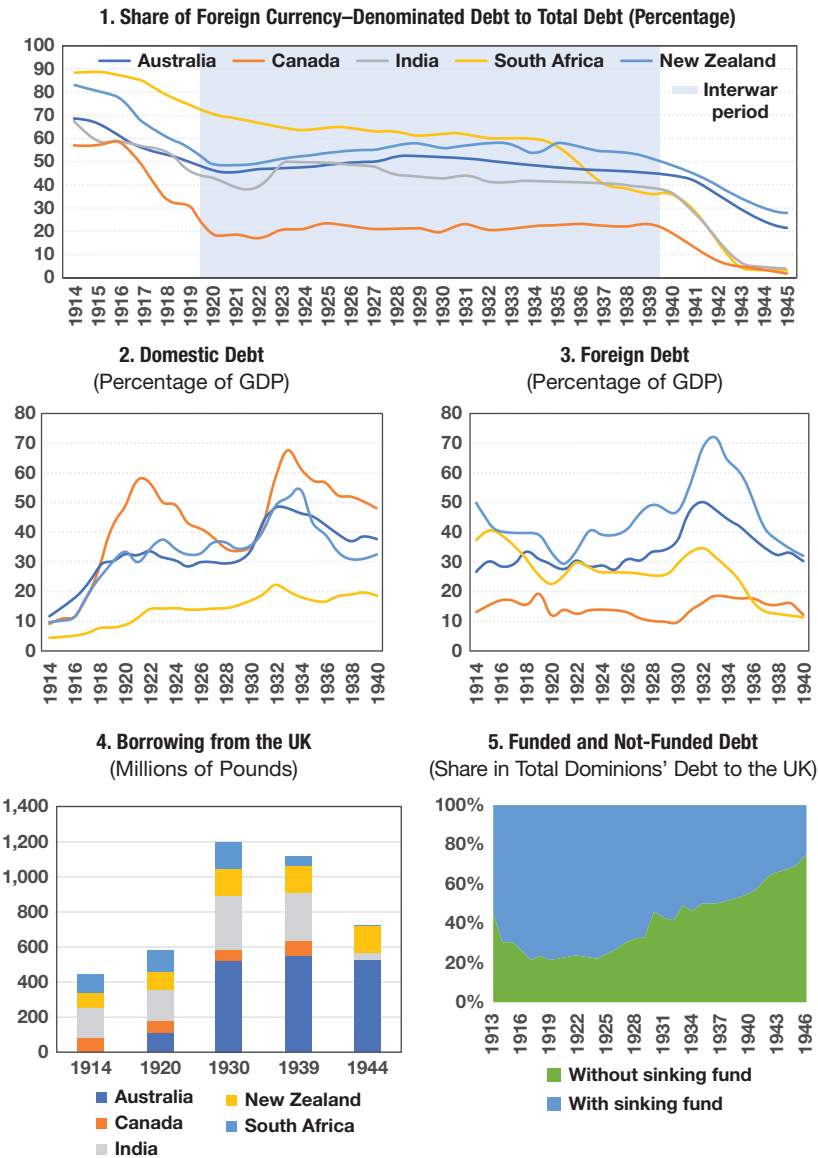 1. Share of Foreign Currency–Denominated Debt to Total Debt (Percentage)
100
90
80
70
60
50
40
30
20
10
0
Australia Canada India South Africa New Zealand
Interwar
period
1914 1915 1916 1917 1918 1919 1920 1921 1922 1923 1924 1925 1926 1927 1928 1929 1930 1931 1932 1933 1934 1935 1936 1937 1938 1939 1940 1941 1942 1943 1944 1945
2. Domestic Debt
(Percentage of GDP)
80
70
60
50
40
30
20
10
0
1914 1916 1918 1920 1922 1924 1926 1928 1930 1932 1934 1936 1938 1940
3. Foreign Debt
(Percentage of GDP)
80
70
60
50
40
30
20
10
0
1914 1916 1918 1920 1922 1924 1926 1928 1930 1932 1934 1936 1938 1940
4. Borrowing from the UK
(Millions of Pounds)
1,400
1,200
1,000
800
600
400
200
0
1914 1920 1930 1939 1944
Australia New Zealand
Canada South Africa
India
5. Funded and Not-Funded Debt
(Share in Total Dominions’ Debt to the UK)
100%
80%
60%
40%
20%
0%
1913 1916 1919 1922 1925 1928 1931 1934 1937 1940 1943 1946
Without sinking fund
With sinking fund